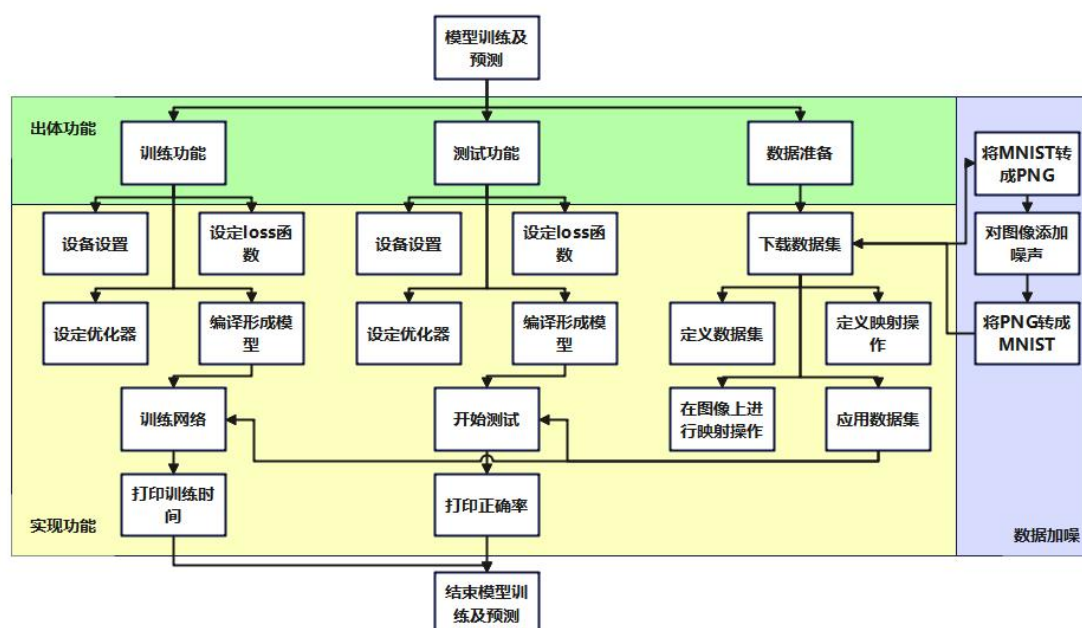 模型训练及
预测
出体功能
训练功能
测试功能
数据准备
将MNIST转
成PNG
设备设置
设定loss函
数
设备设置
设定loss函
数
下载数据集
对图像添加
噪声
设定优化器
编译形成模
型
设定优化器
编译形成模
型
定义数据集
定义映射操
作
将PNG转成
MNIST
训练网络
开始测试
在图像上进
行映射操作
应用数据集
打印训练时
间
打印正确率
实现功能
数据加噪
结束模型训
练及预测